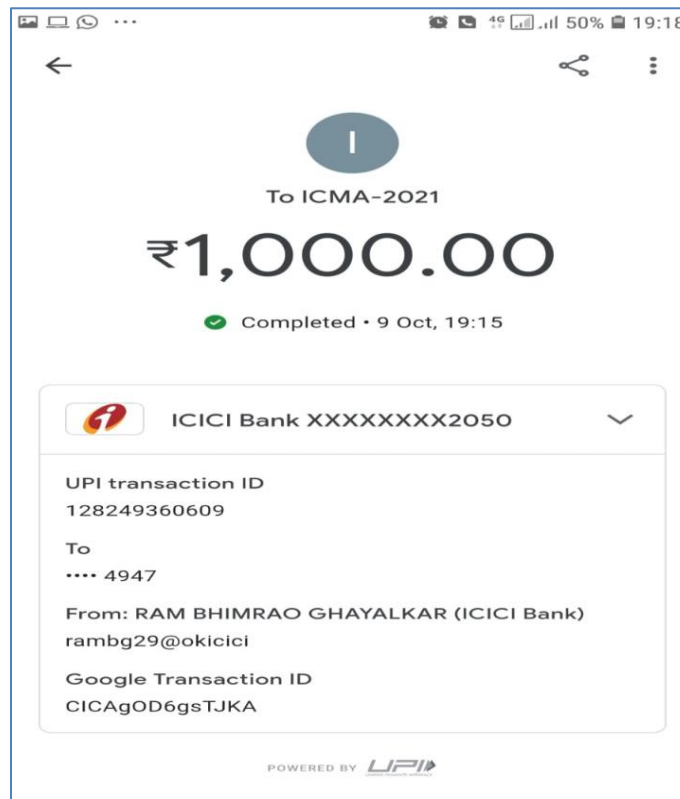 4G 50% 19:18
I
To ICMA-2021
₹1,000.00
Completed • 9 Oct, 19:15
ICICI Bank XXXXXXXX2050
UPI transaction ID
128249360609
To
•••• 4947
From: RAM BHIMRAO GHAYALKAR (ICICI Bank)
rambg29@okicici
Google Transaction ID
CICAgOD6gsTJKA
POWERED BY UPI